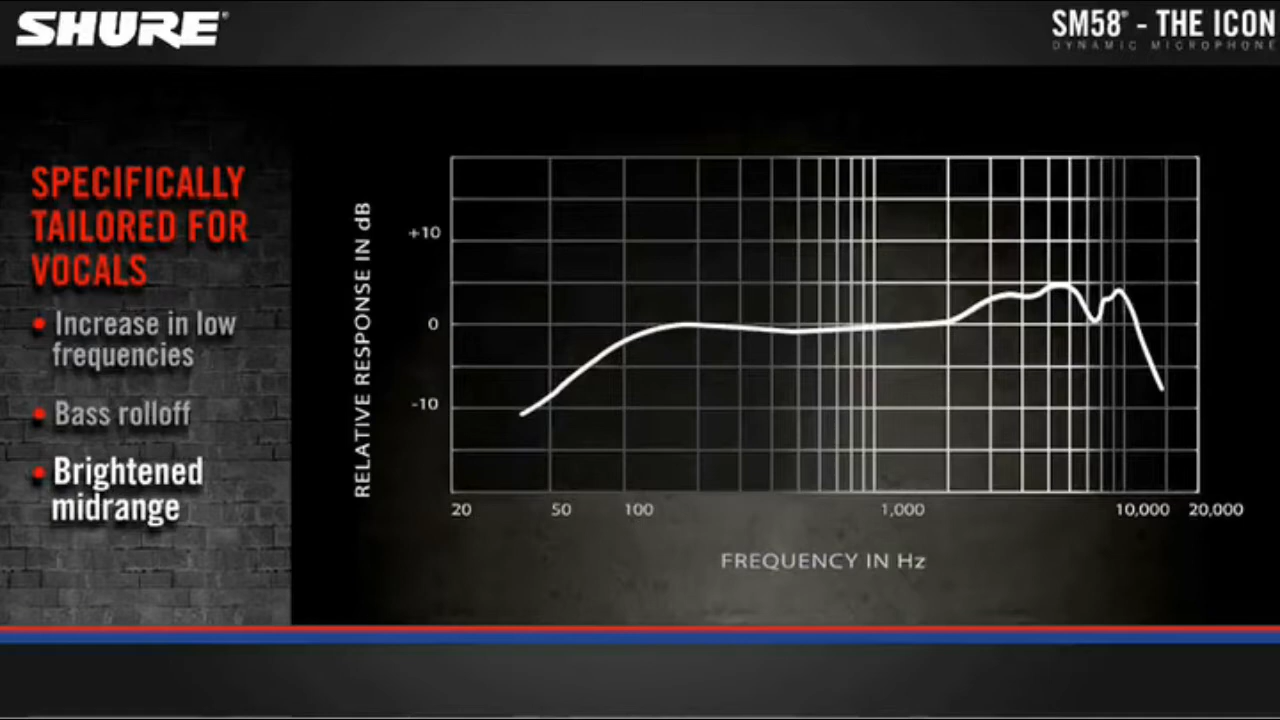 SHURE®
SM58® - THE ICON
DYNAMIC MICROPHONE
SPECIFICALLY
TAILORED FOR
VOCALS
• Increase in low
frequencies
• Bass rolloff
• Brightened
midrange
RELATIVE RESPONSE IN dB
+10
0
-10
20 50 100 1,000 10,000 20,000
FREQUENCY IN Hz